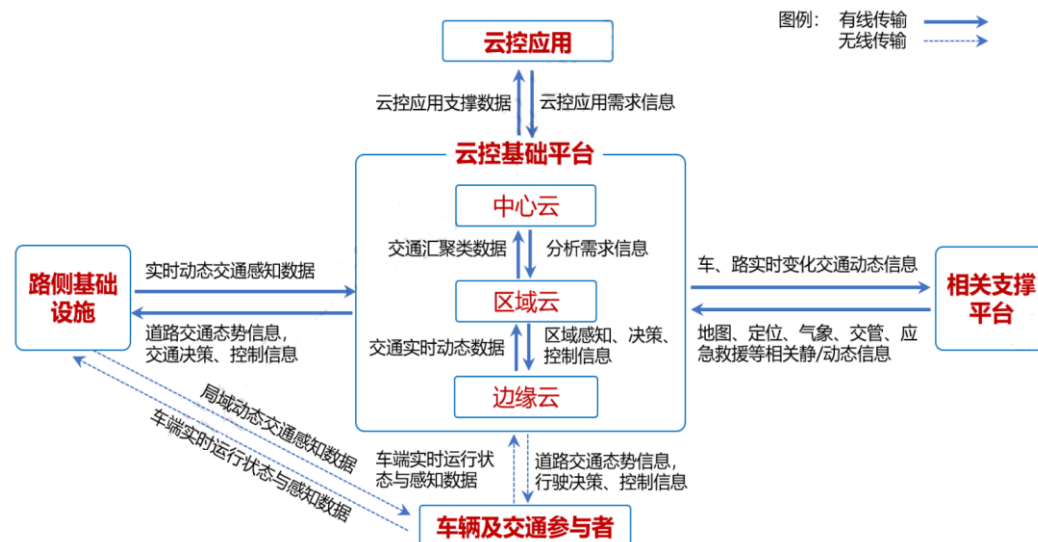 图例： 有线传输
无线传输
云控应用
云控应用支撑数据
云控应用需求信息
云控基础平台
中心云
交通汇聚类数据
分析需求信息
区域云
交通实时动态数据
区域感知、决策、
控制信息
边缘云
路侧基础
设施
实时动态交通感知数据
道路交通态势信息，
交通决策、控制信息
车、路实时变化交通动态信息
地图、定位、气象、交管、应
急救援等相关静/动态信息
相关支撑
平台
局域动态交通感知数据
车端实时运行状态与感知数据
车端实时运行状
态与感知数据
道路交通态势信息，
行驶决策、控制信息
车辆及交通参与者